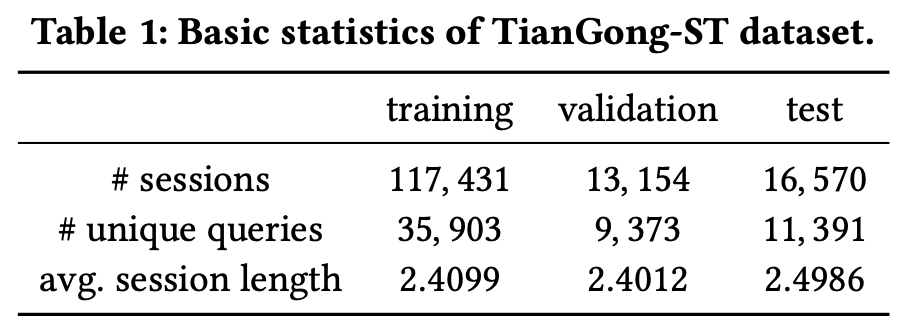 Table 1: Basic statistics of TianGong-ST dataset.
training validation test
# sessions 117, 431 13, 154 16, 570
# unique queries 35, 903 9, 373 11, 391
avg. session length 2.4099 2.4012 2.4986